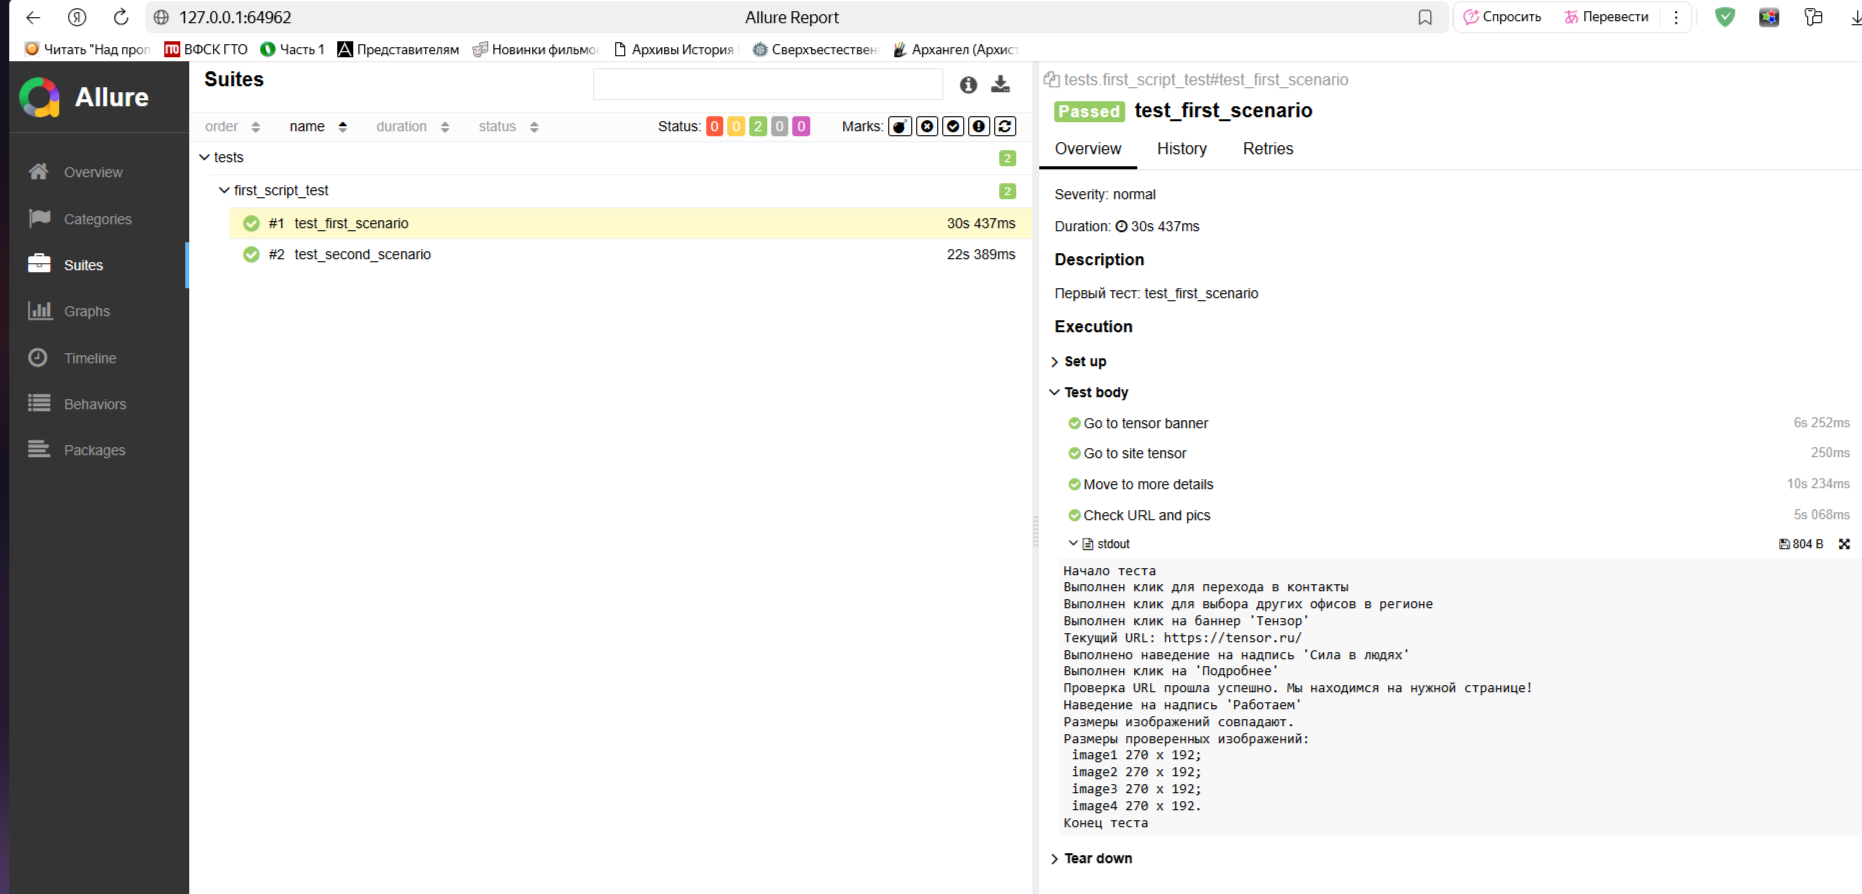 127.0.0.1:64962
Allure Report
Спросить
Перевести
Читать "Над проп
ГТО ВФСК ГТО
Часть 1
Представителям
Новинки фильмо
Архивы История
Сверхъестествен
Архангел (Архист
Allure
Overview
Categories
Suites
Graphs
Timeline
Behaviors
Packages
Suites
order name duration status
Status: 0 0 2 0 0
Marks:
tests 2
first_script_test 2
#1 test_first_scenario 30s 437ms
#2 test_second_scenario 22s 389ms
tests.first_script_test#test_first_scenario
Passed test_first_scenario
Overview History Retries
Severity: normal
Duration: 30s 437ms
Description
Первый тест: test_first_scenario
Execution
Set up
Test body
Go to tensor banner 6s 252ms
Go to site tensor 250ms
Move to more details 10s 234ms
Check URL and pics 5s 068ms
stdout 804 B
Начало теста
Выполнен клик для перехода в контакты
Выполнен клик для выбора других офисов в регионе
Выполнен клик на баннер 'Тензор'
Текущий URL: https://tensor.ru/
Выполнено наведение на надпись 'Сила в людях'
Выполнен клик на 'Подробнее'
Проверка URL прошла успешно. Мы находимся на нужной странице!
Наведение на надпись 'Работаем'
Размеры изображений совпадают.
Размеры проверенных изображений:
image1 270 x 192;
image2 270 x 192;
image3 270 x 192;
image4 270 x 192.
Конец теста
Tear down